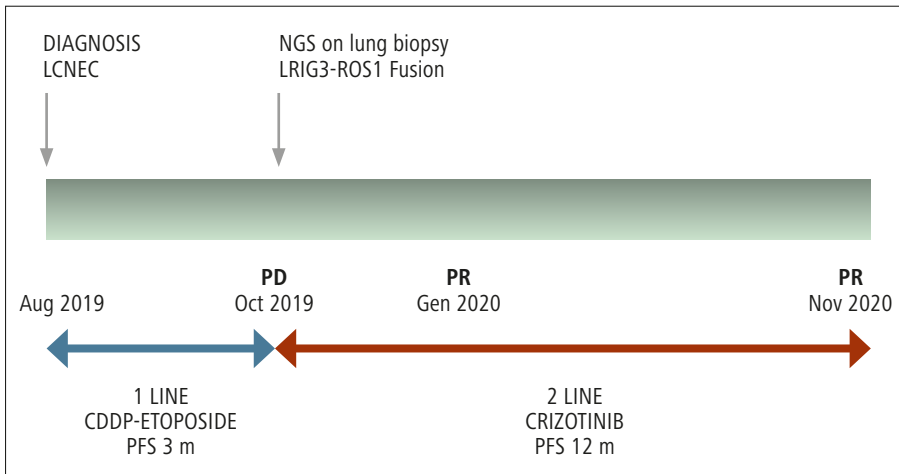 DIAGNOSIS
LCNEC
NGS on lung biopsy
LRIG3-ROS1 Fusion
PD
PR
PR
Aug 2019
Oct 2019
Gen 2020
Nov 2020
1 LINE
CDDP-ETOPOSIDE
PFS 3 m
2 LINE
CRIZOTINIB
PFS 12 m